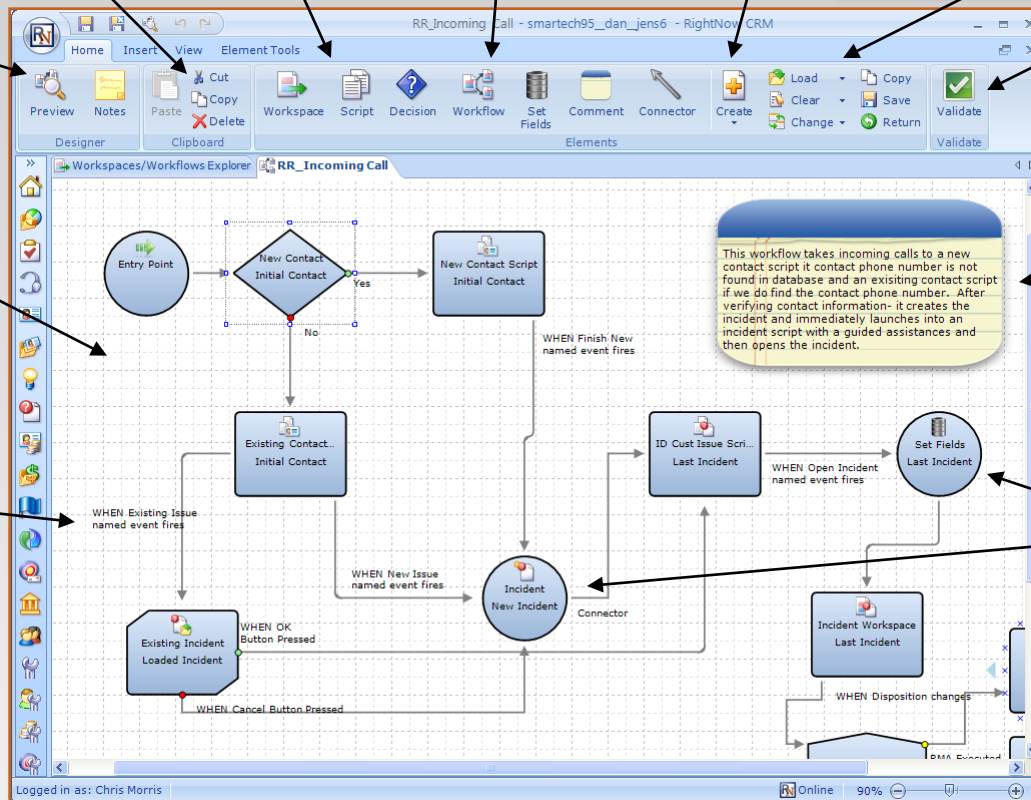 RR_Incoming Call - smartech95__dan_jens6 - RightNow CRM
RN
Home Insert View Element Tools
Preview
Notes
Designer
Paste
Cut
Copy
Delete
Clipboard
Workspace
Script
Decision
Workflow
Set
Fields
Comment
Connector
Create
Load
Clear
Change
Copy
Save
Return
Elements
Validate
Validate
Workspaces/Workflows Explorer
RR_Incoming Call
Entry Point
New Contact
Initial Contact
Yes
No
New Contact Script
Initial Contact
This workflow takes incoming calls to a new
contact script it contact phone number is not
found in database and an exisiting contact script
if we do find the contact phone number. After
verifying contact information- it creates the
incident and immediately launches into an
incident script with a guided assistances and
then opens the incident.
WHEN Finish New
named event fires
Existing Contact...
Initial Contact
ID Cust Issue Scri...
Last Incident
WHEN Open Incident
named event fires
Set Fields
Last Incident
WHEN Existing Issue
named event fires
WHEN New Issue
named event fires
Incident
New Incident
Connector
Existing Incident
Loaded Incident
WHEN OK
Button Pressed
WHEN Cancel Button Pressed
Incident Workspace
Last Incident
WHEN Disposition changes
RMA Executed
Logged in as: Chris Morris
RN Online 90%